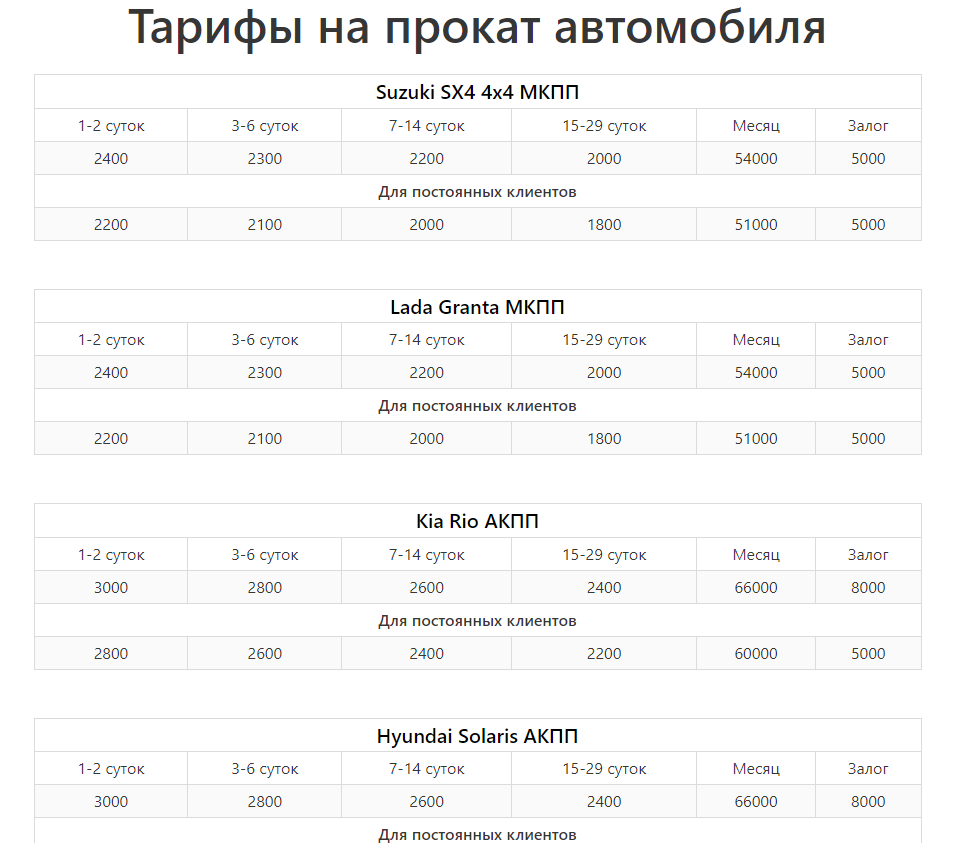 Тарифы на прокат автомобиля
Suzuki SX4 4x4 МКПП
1-2 суток 3-6 суток 7-14 суток 15-29 суток Месяц Залог
2400 2300 2200 2000 54000 5000
Для постоянных клиентов
2200 2100 2000 1800 51000 5000
Lada Granta МКПП
1-2 суток 3-6 суток 7-14 суток 15-29 суток Месяц Залог
2400 2300 2200 2000 54000 5000
Для постоянных клиентов
2200 2100 2000 1800 51000 5000
Kia Rio АКПП
1-2 суток 3-6 суток 7-14 суток 15-29 суток Месяц Залог
3000 2800 2600 2400 66000 8000
Для постоянных клиентов
2800 2600 2400 2200 60000 5000
Hyundai Solaris АКПП
1-2 суток 3-6 суток 7-14 суток 15-29 суток Месяц Залог
3000 2800 2600 2400 66000 8000
Для постоянных клиентов